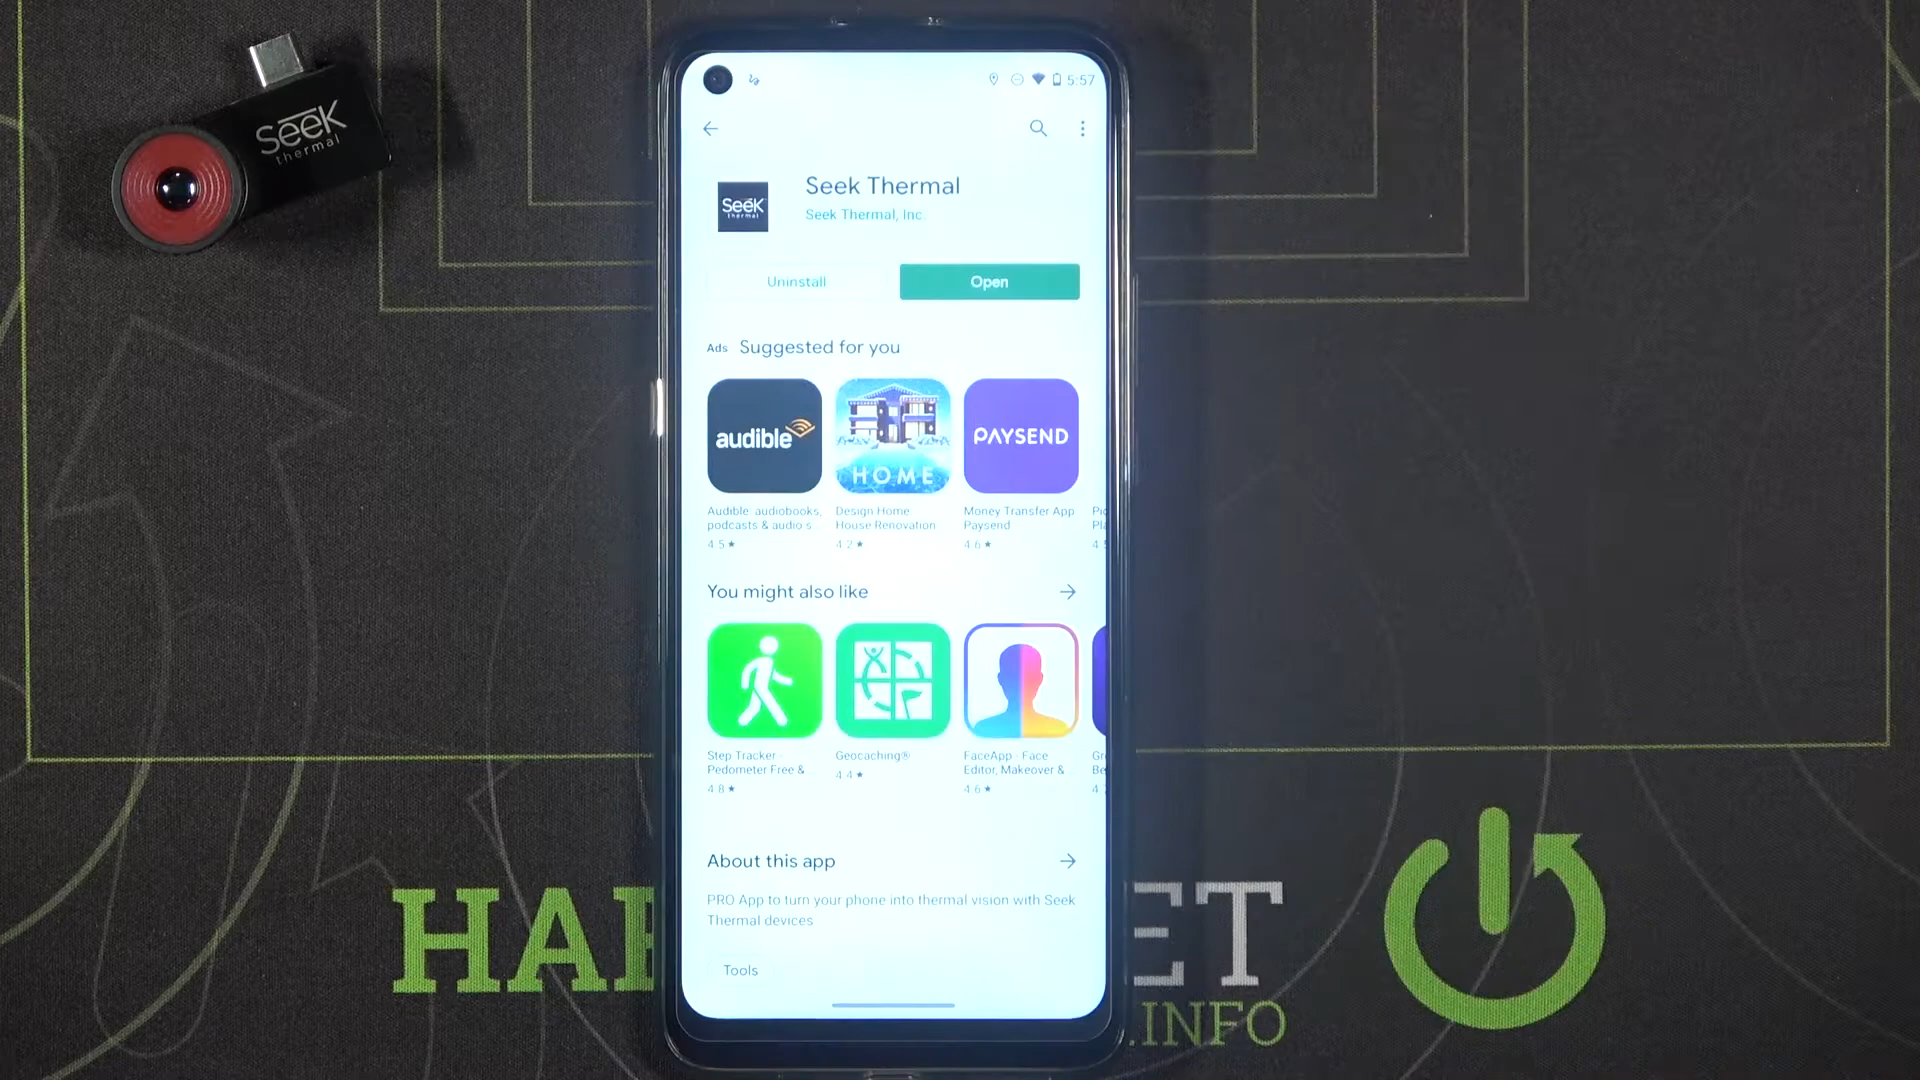 Seek
thermal
5:57
Seek Thermal
Seek Thermal, Inc.
Seek
thermal
Uninstall
Open
Ads Suggested for you
audible
HOME
PAYSEND
Audible: audiobooks,
podcasts & audio s
4.5★
Design Home
House Renovation
4.2★
Money Transfer App
Paysend
4.6★
You might also like
Step Tracker -
Pedometer Free & ...
4.8★
Geocaching®
4.4★
FaceApp - Face
Editor, Makeover & ...
4.6★
About this app
PRO App to turn your phone into thermal vision with Seek
Thermal devices
Tools
ET
.INFO